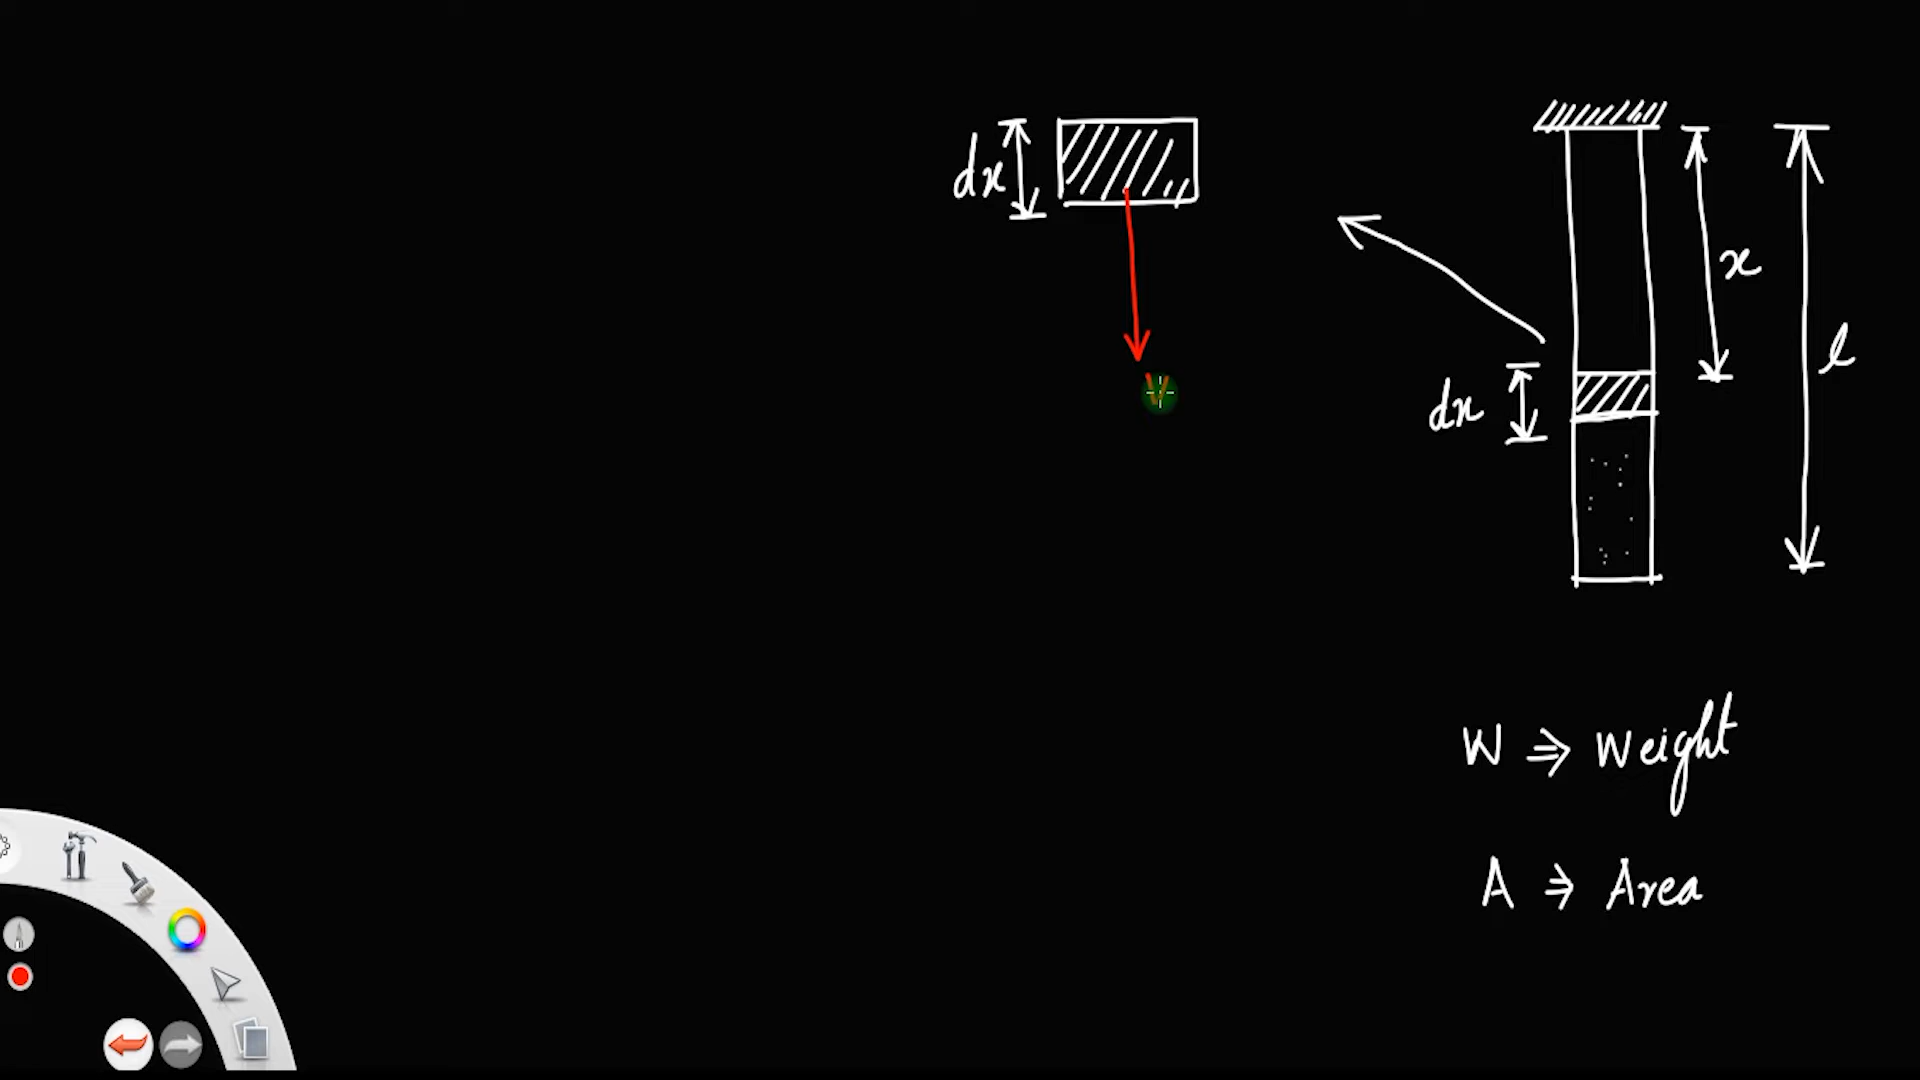 dx
x
l
dx
W ⇒ Weight
A ⇒ Area